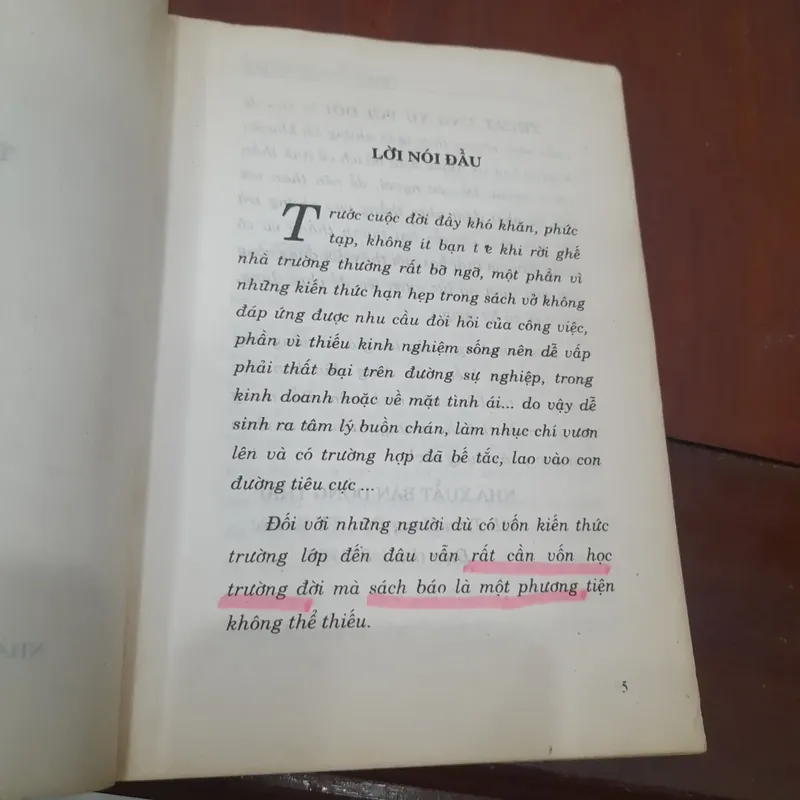 LỜI NÓI ĐẦU
Trước cuộc đời đầy khó khăn, phức
tạp, không ít bạn t ẻ khi rời ghế
nhà trường thường rất bỡ ngỡ, một phần vì
những kiến thức hạn hẹp trong sách vở không
đáp ứng được nhu cầu đòi hỏi của công việc,
phần vì thiếu kinh nghiệm sống nên dễ vấp
phải thất bại trên đường sự nghiệp, trong
kinh doanh hoặc về mặt tình ái... do vậy dễ
sinh ra tâm lý buồn chán, làm nhục chí vươn
lên và có trường hợp đã bế tắc, lao vào con
đường tiêu cực ...
Đối với những người dù có vốn kiến thức
trường lớp đến đâu vẫn rất cần vốn học
trường đời mà sách báo là một phương tiện
không thể thiếu.
5